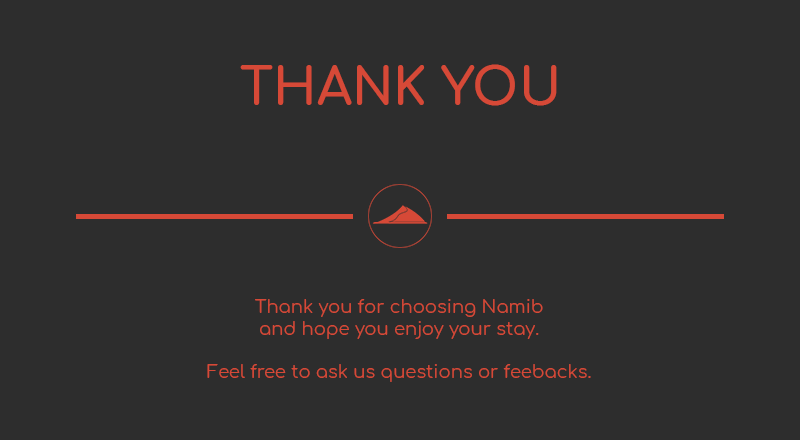 THANK YOU
Thank you for choosing Namib
and hope you enjoy your stay.
Feel free to ask us questions or feebacks.